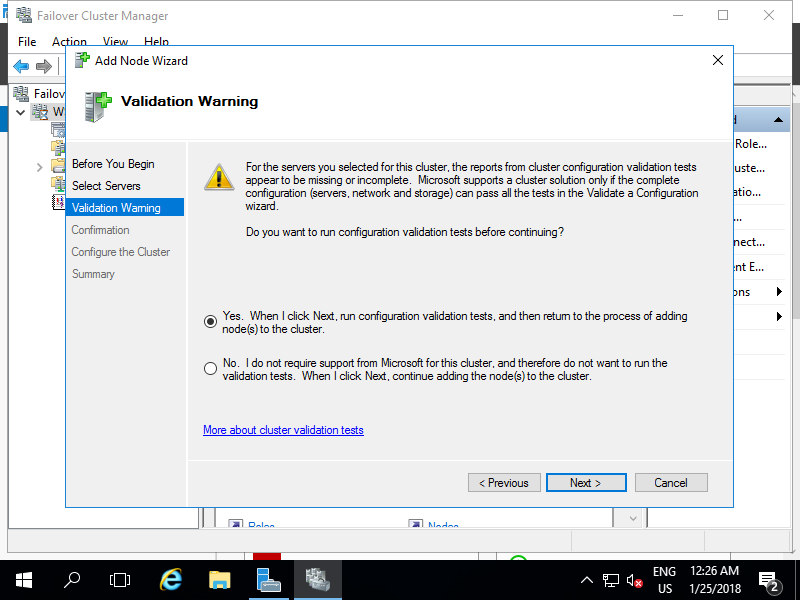 Failover Cluster Manager
File Action View Help
Add Node Wizard
Validation Warning
Failov
W
Before You Begin
Select Servers
Validation Warning
Confirmation
Configure the Cluster
Summary
For the servers you selected for this cluster, the reports from cluster configuration validation tests
appear to be missing or incomplete. Microsoft supports a cluster solution only if the complete
configuration (servers, network and storage) can pass all the tests in the Validate a Configuration
wizard.
Do you want to run configuration validation tests before continuing?
Yes. When I click Next, run configuration validation tests, and then return to the process of adding
node(s) to the cluster.
No. I do not require support from Microsoft for this cluster, and therefore do not want to run the
validation tests. When I click Next, continue adding the node(s) to the cluster.
More about cluster validation tests
< Previous
Next >
Cancel
Role...
uste...
atio...
...
nect...
nt E...
ons
Roles
Nodes
ENG
US
12:26 AM
1/25/2018
2